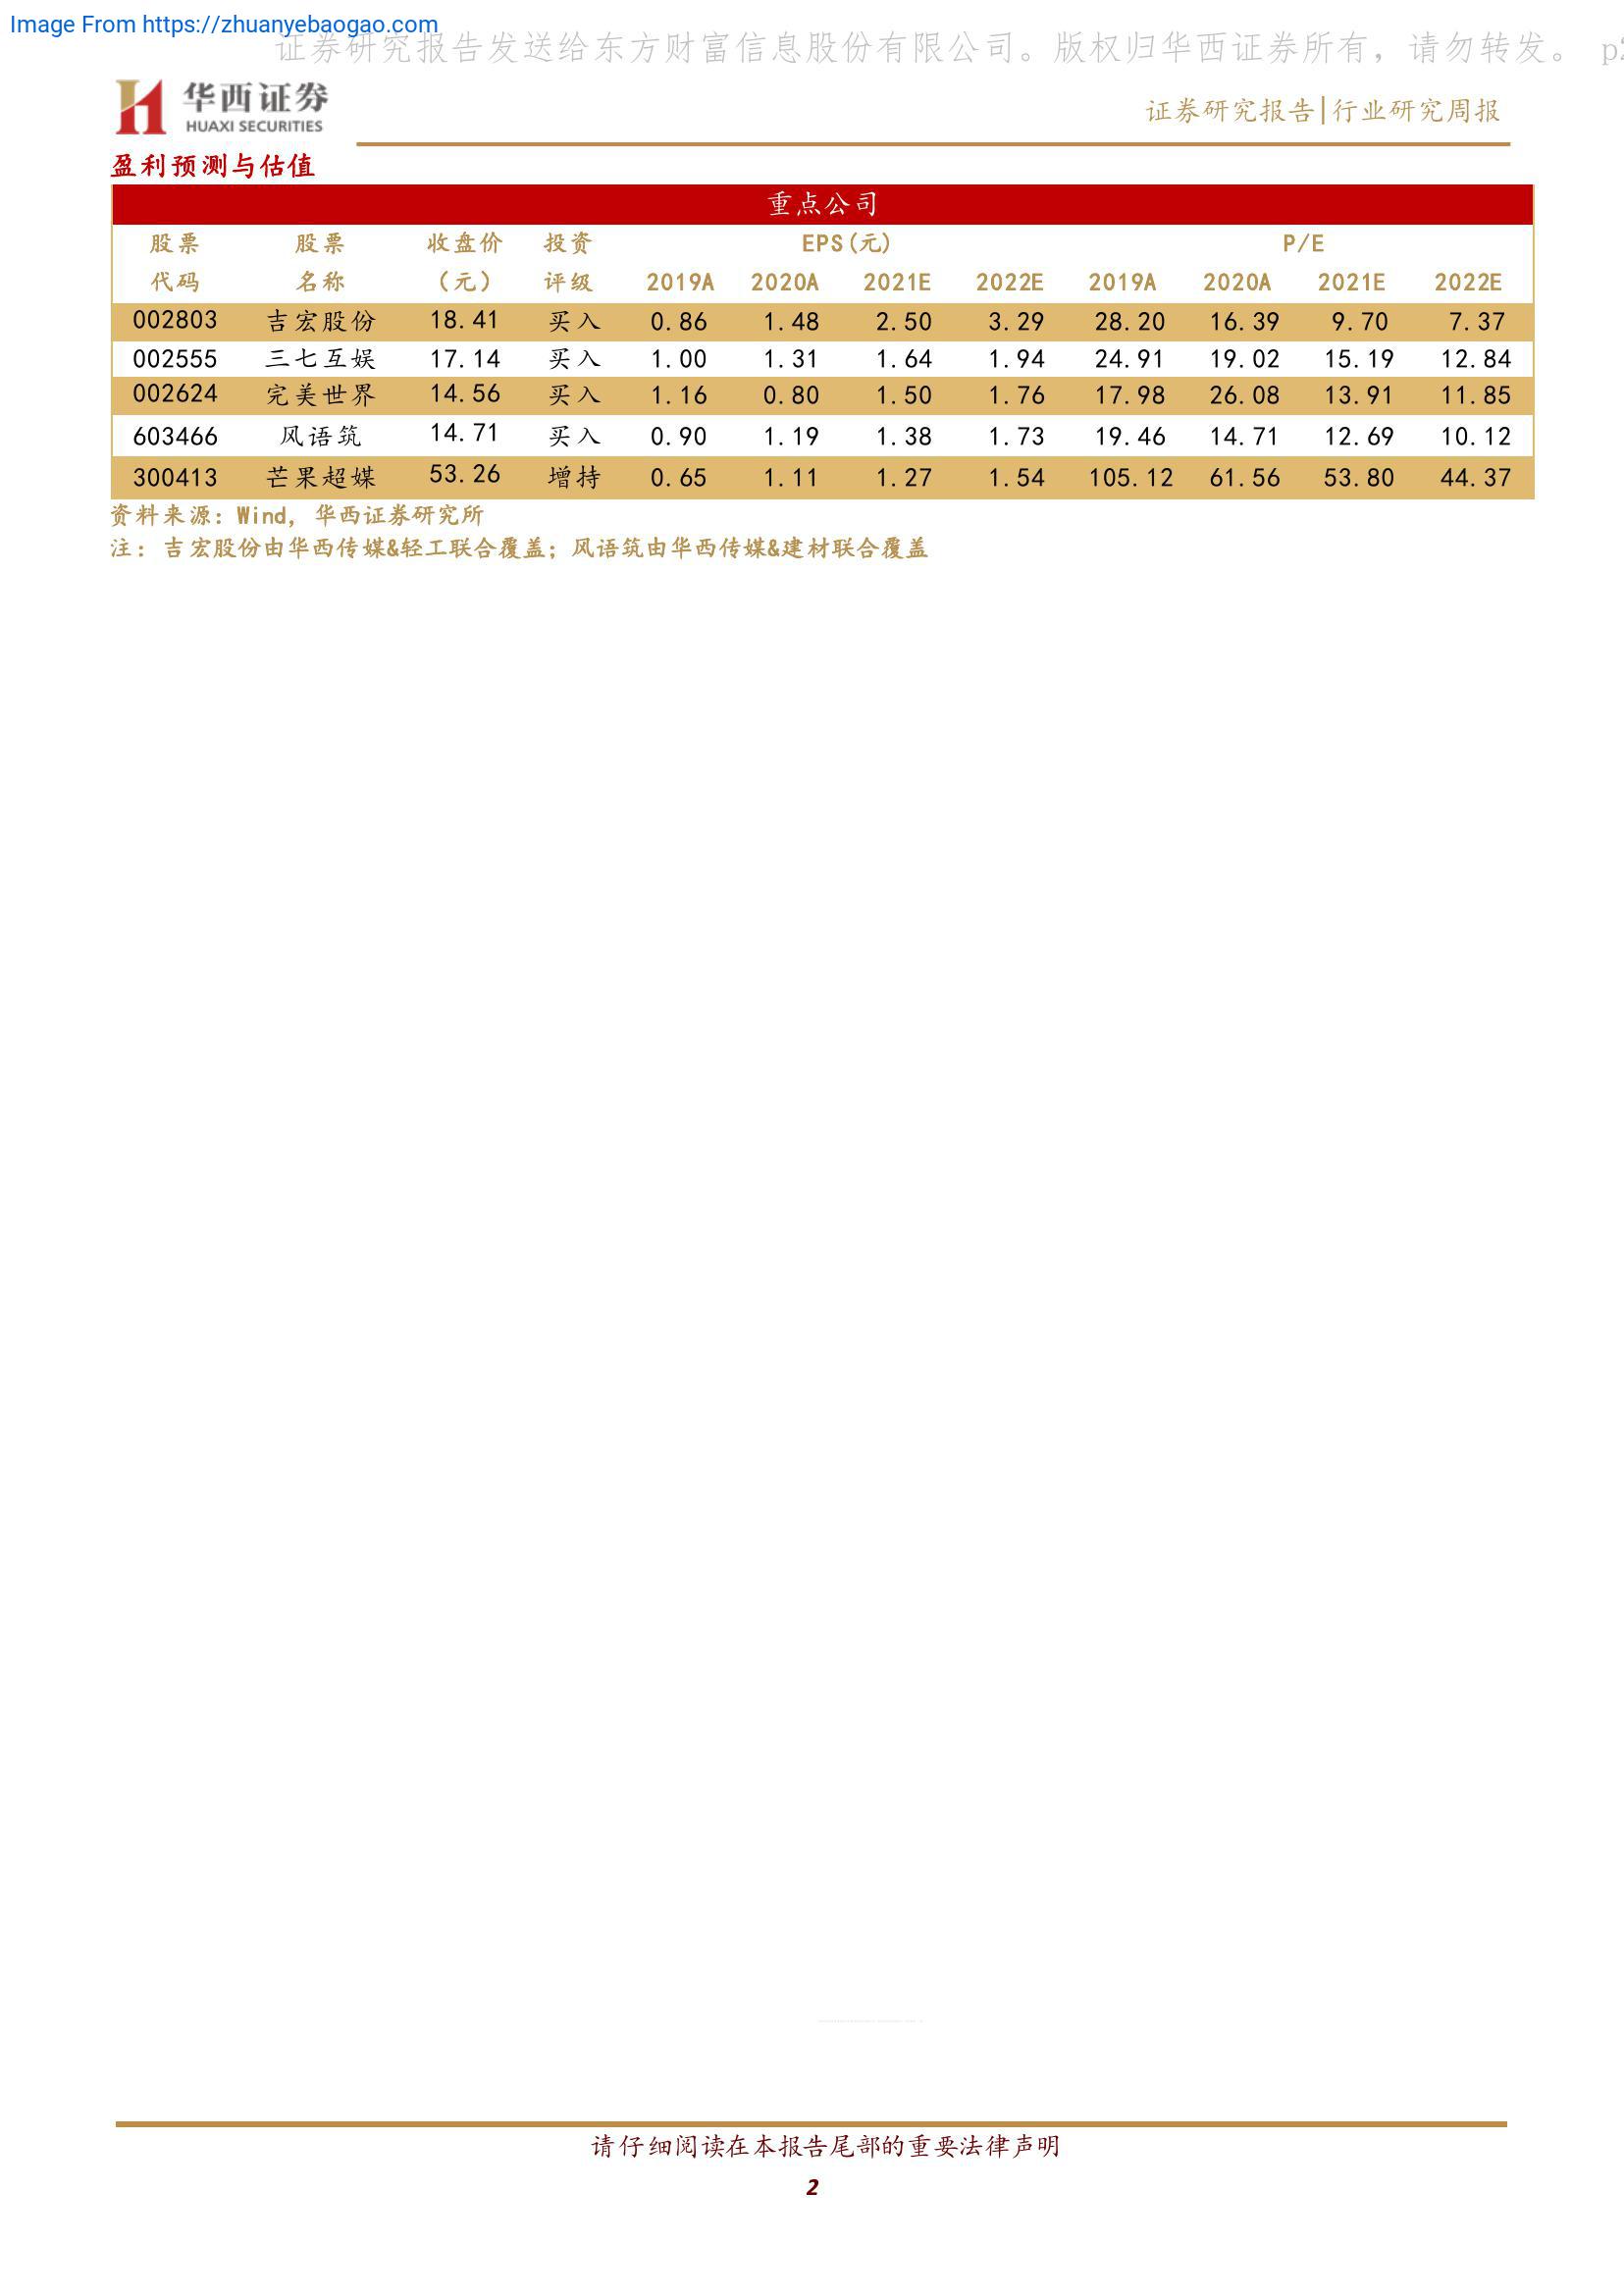 Image From https://zhuanyebaogao.com
证券研究报告发送给东方财富信息股份有限公司。版权归华西证券所有，请勿转发。 p2
华西证券
HUAXI SECURITIES
证券研究报告|行业研究周报
盈利预测与估值
重点公司
股票 股票 收盘价 投资 EPS(元) P/E
代码 名称 （元） 评级 2019A 2020A 2021E 2022E 2019A 2020A 2021E 2022E
002803 吉宏股份 18.41 买入 0.86 1.48 2.50 3.29 28.20 16.39 9.70 7.37
002555 三七互娱 17.14 买入 1.00 1.31 1.64 1.94 24.91 19.02 15.19 12.84
002624 完美世界 14.56 买入 1.16 0.80 1.50 1.76 17.98 26.08 13.91 11.85
603466 风语筑 14.71 买入 0.90 1.19 1.38 1.73 19.46 14.71 12.69 10.12
300413 芒果超媒 53.26 增持 0.65 1.11 1.27 1.54 105.12 61.56 53.80 44.37
资料来源：Wind，华西证券研究所
注：吉宏股份由华西传媒&轻工联合覆盖；风语筑由华西传媒&建材联合覆盖
请仔细阅读在本报告尾部的重要法律声明
2